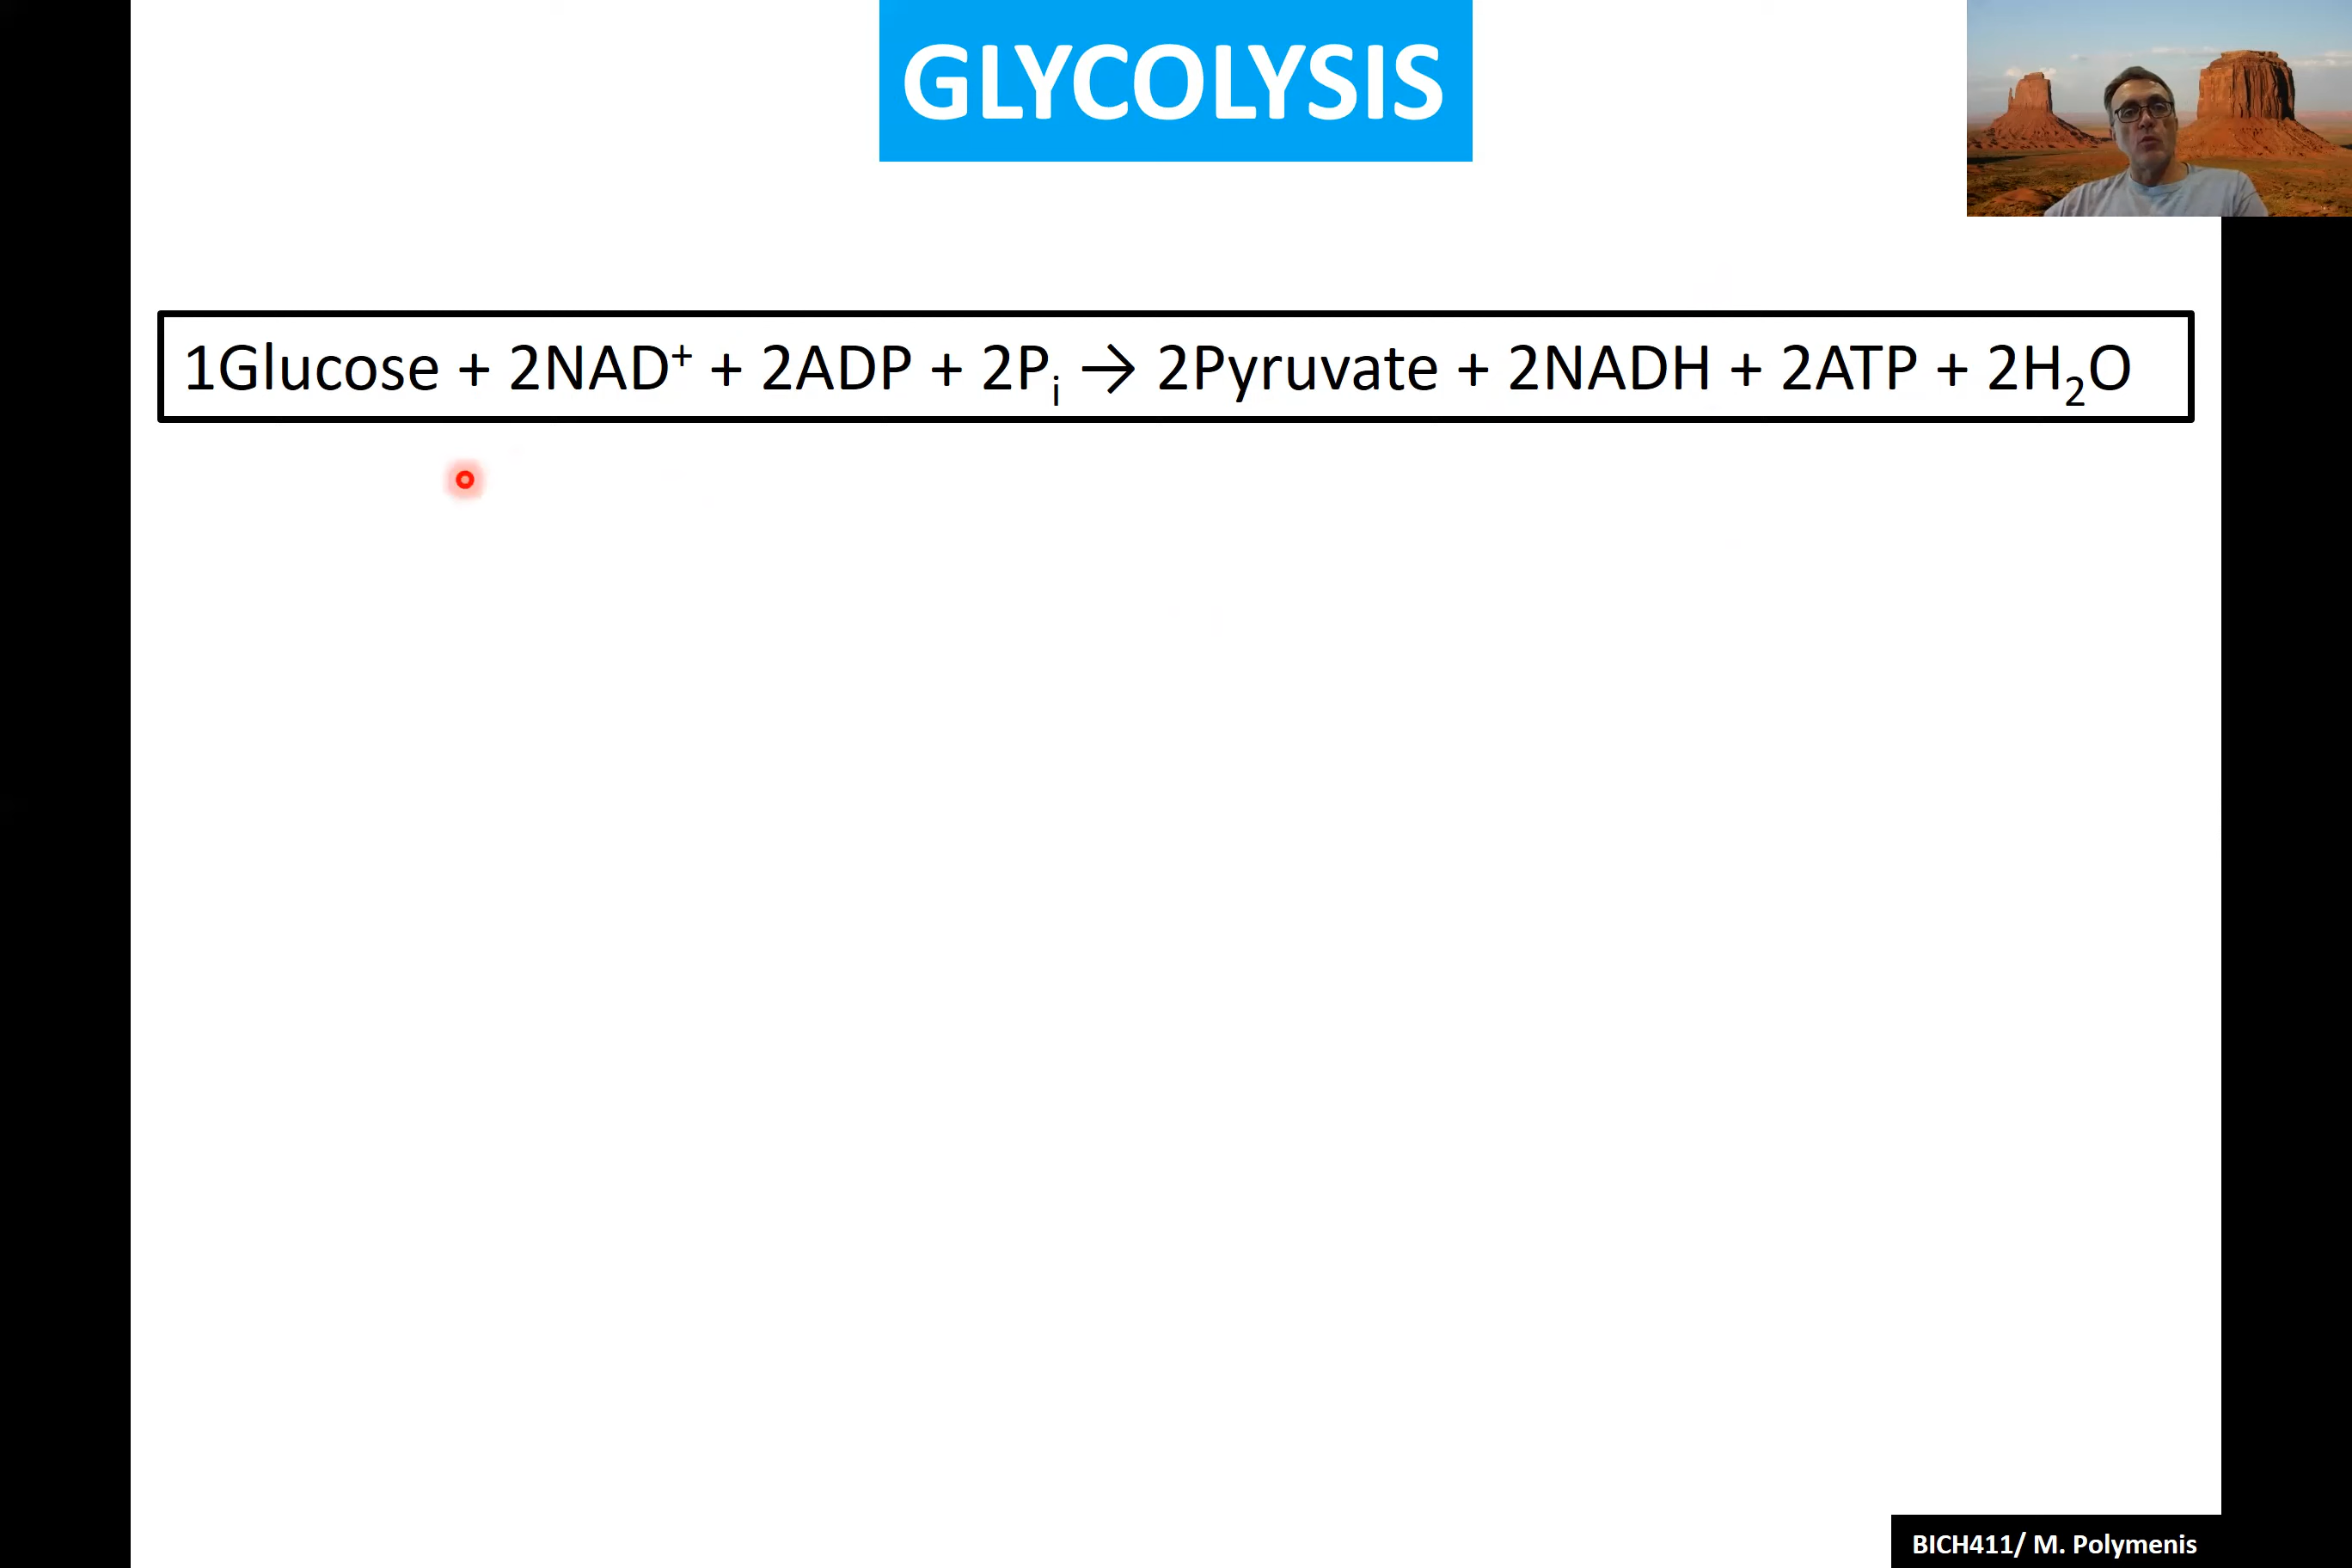 GLYCOLYSIS
1Glucose + 2NAD⁺ + 2ADP + 2Pᵢ → 2Pyruvate + 2NADH + 2ATP + 2H₂O
BICH411/ M. Polymenis